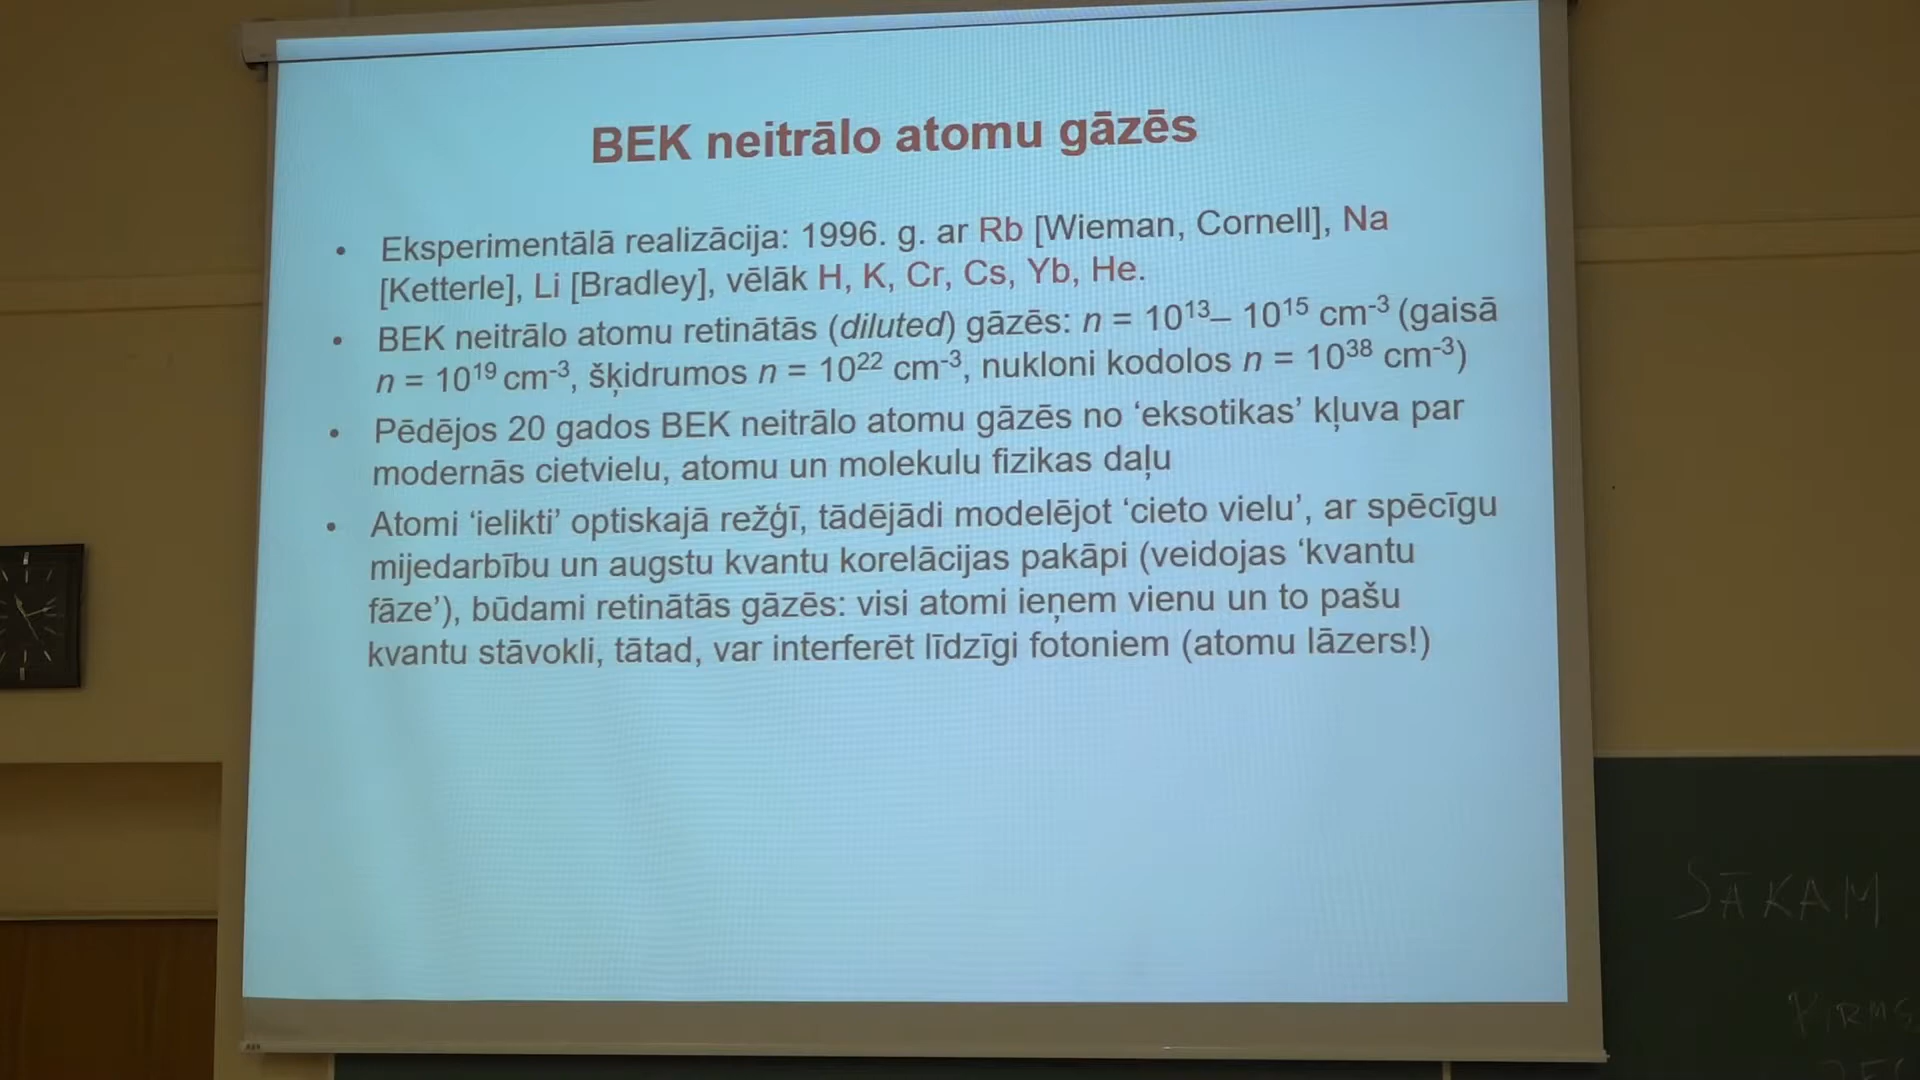 BEK neitrālo atomu gāzēs
• Eksperimentālā realizācija: 1996. g. ar Rb [Wieman, Cornell], Na
[Ketterle], Li [Bradley], vēlāk H, K, Cr, Cs, Yb, He.
• BEK neitrālo atomu retinātās (diluted) gāzēs: n = 10¹³– 10¹⁵ cm⁻³ (gaisā
n = 10¹⁹ cm⁻³, šķidrumos n = 10²² cm⁻³, nukloni kodolos n = 10³⁸ cm⁻³)
• Pēdējos 20 gados BEK neitrālo atomu gāzēs no ‘eksotikas’ kļuva par
modernās cietvielu, atomu un molekulu fizikas daļu
• Atomi ‘ielikti’ optiskajā režģī, tādējādi modelējot ‘cieto vielu’, ar spēcīgu
mijedarbību un augstu kvantu korelācijas pakāpi (veidojas ‘kvantu
fāze’), būdami retinātās gāzēs: visi atomi ieņem vienu un to pašu
kvantu stāvokli, tātad, var interferēt līdzīgi fotoniem (atomu lāzers!)
SĀKAM